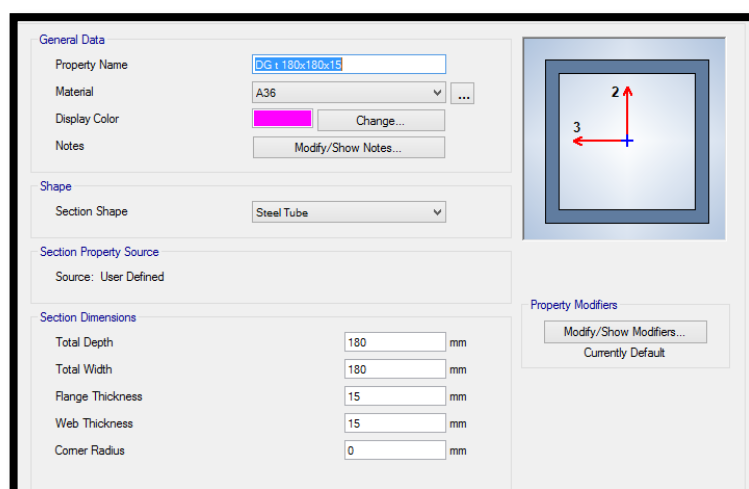 General Data
Property Name DG t 180x180x15
Material A36 ...
Display Color Change...
Notes Modify/Show Notes...
Shape
Section Shape Steel Tube
Section Property Source
Source: User Defined
Section Dimensions
Total Depth 180 mm
Total Width 180 mm
Flange Thickness 15 mm
Web Thickness 15 mm
Corner Radius 0 mm
2
3
Property Modifiers
Modify/Show Modifiers...
Currently Default